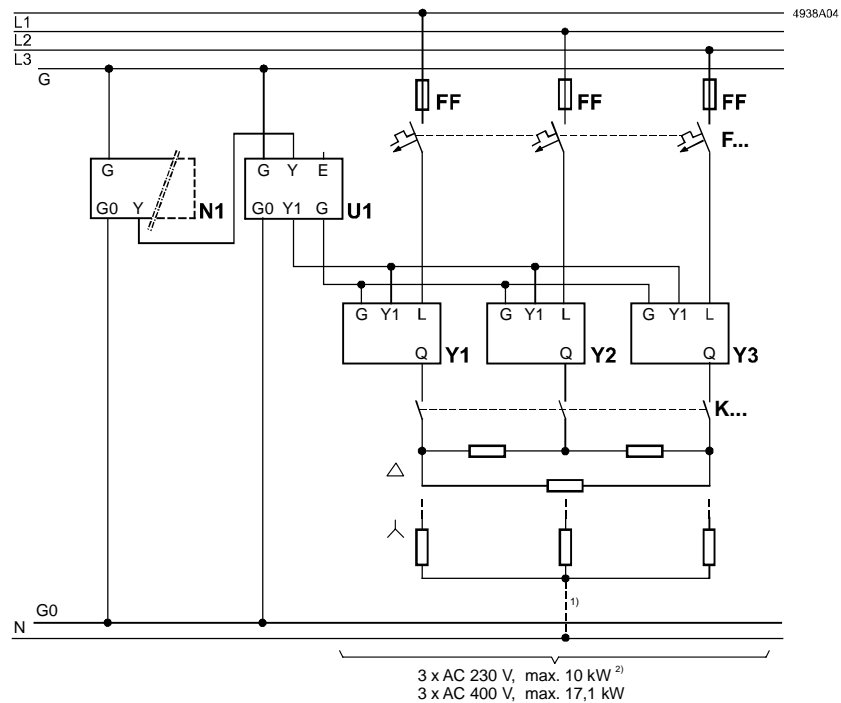 4938A04
L1
L2
L3
G
FF FF FF
F...
G
G0 Y N1
G Y E
G0 Y1 G U1
G Y1 L
Q Y1
G Y1 L
Q Y2
G Y1 L
Q Y3
K...
1)
G0
N
3 x AC 230 V, max. 10 kW 2)
3 x AC 400 V, max. 17,1 kW